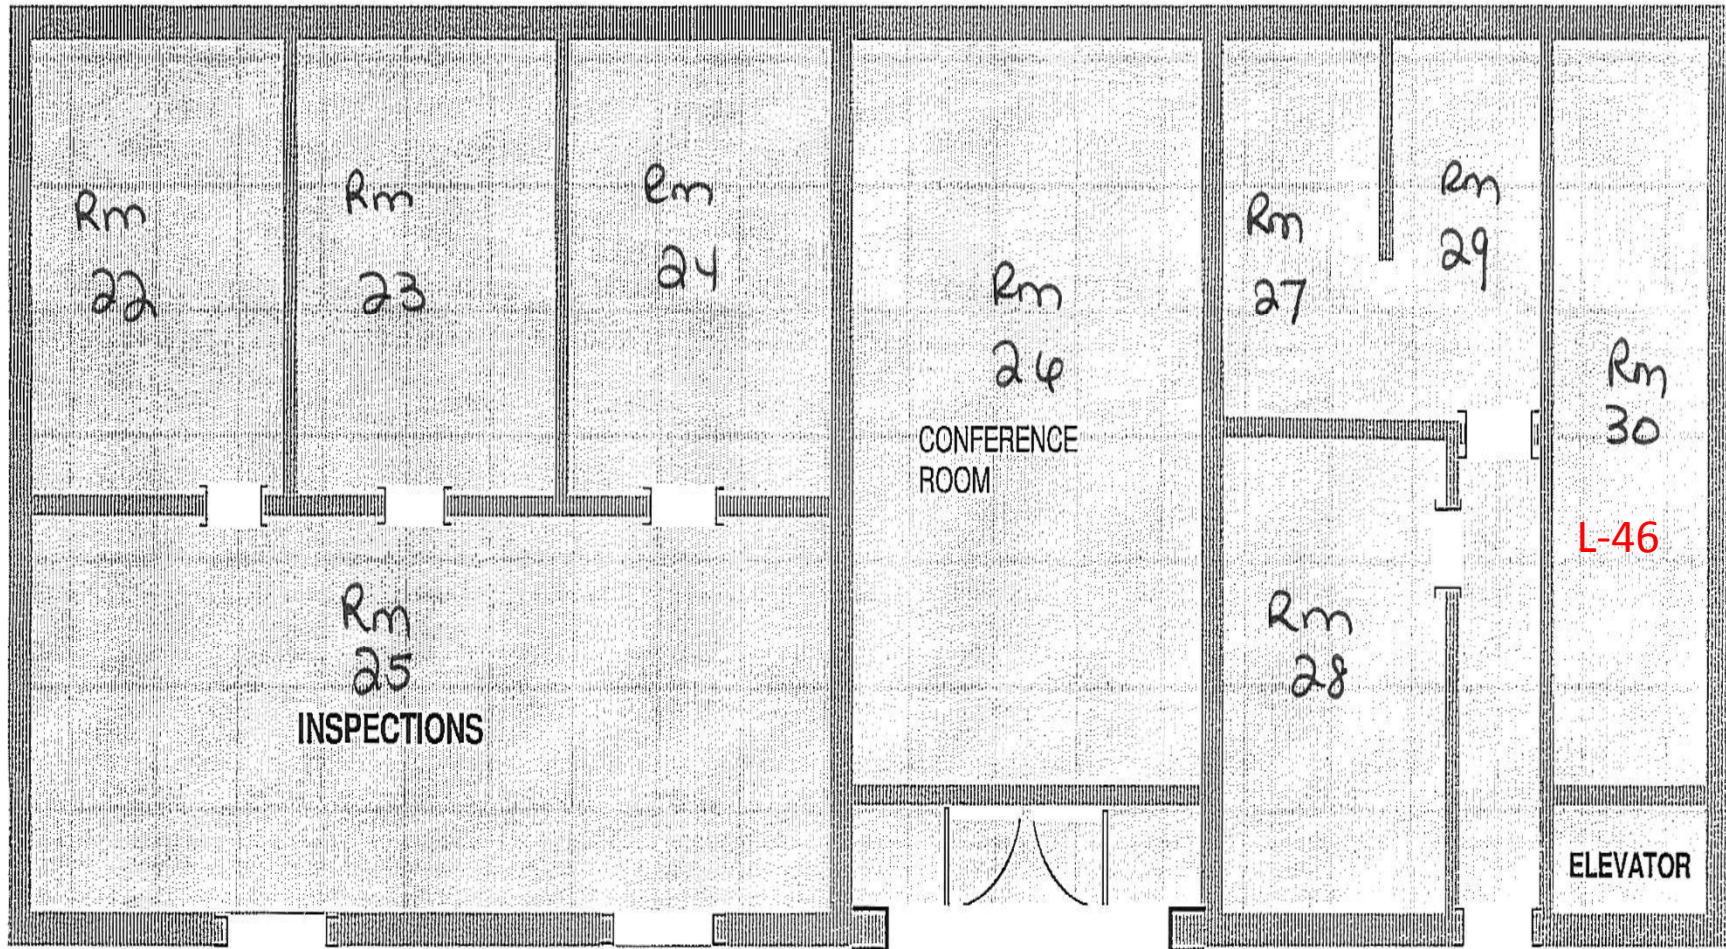 Rm
22
Rm
23
Rm
24
Rm
25
INSPECTIONS
Rm
26
CONFERENCE
ROOM
Rm
27
Rm
29
Rm
28
Rm
30
L-46
ELEVATOR